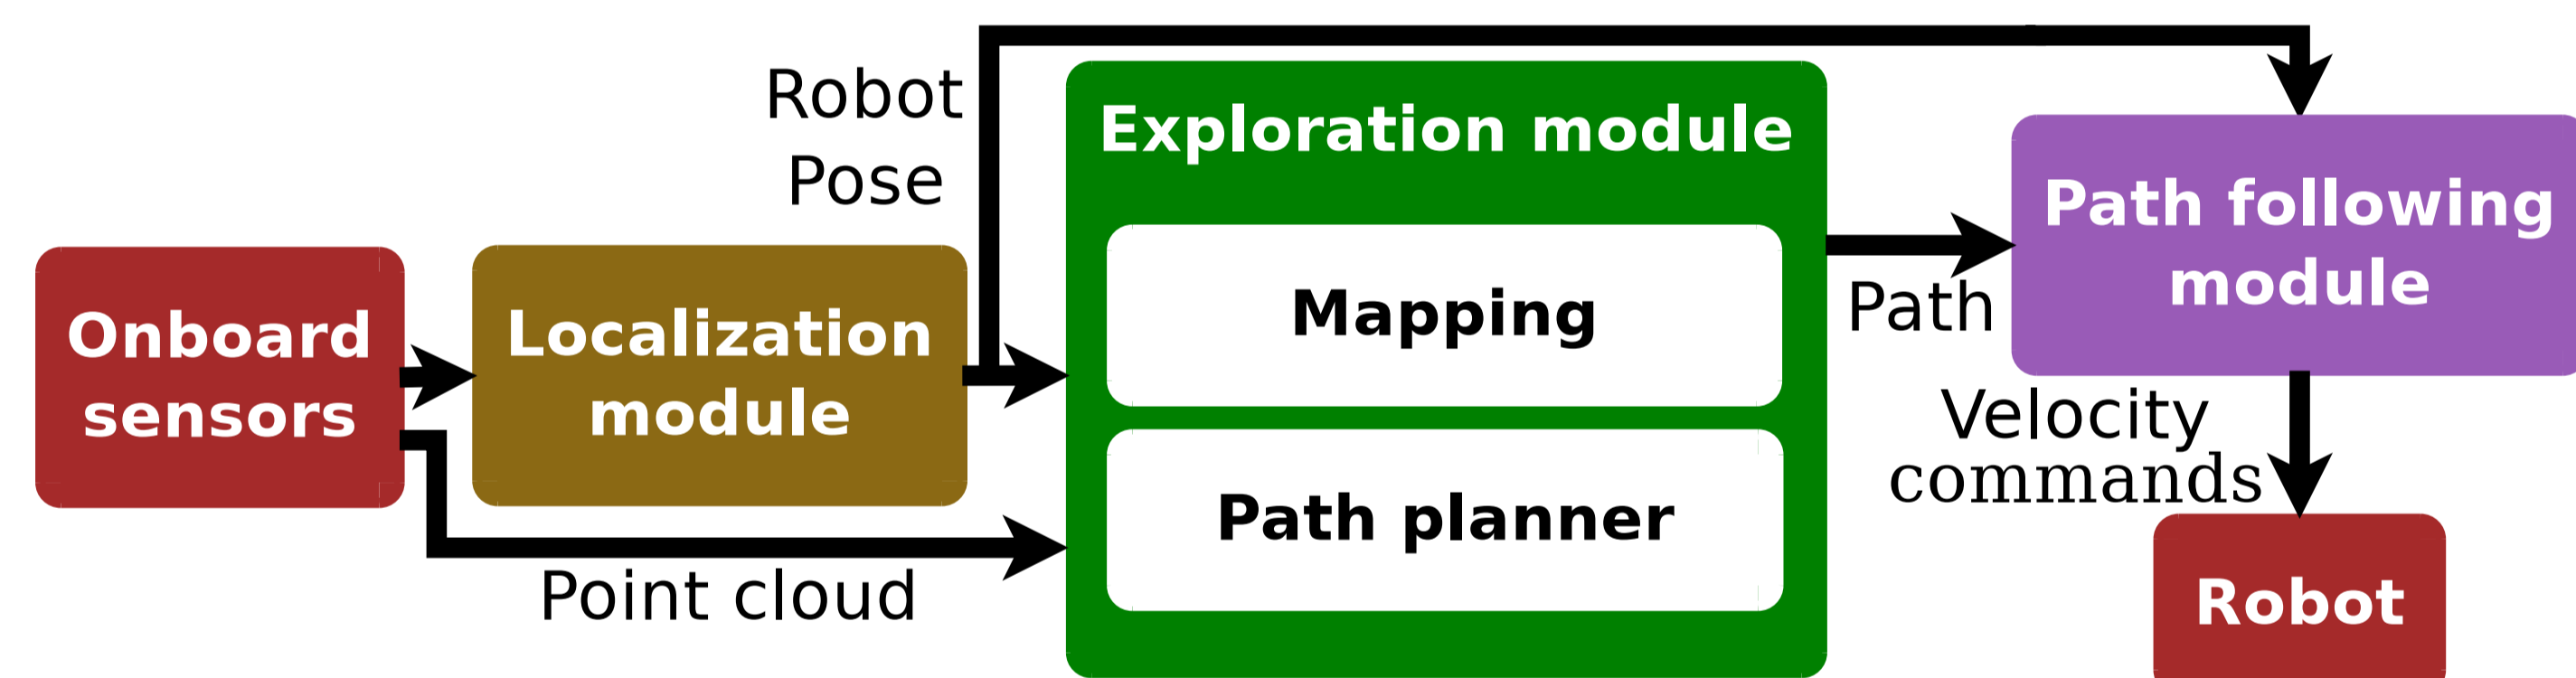 Robot
Pose
Exploration module
Path following
module
Onboard
sensors
Localization
module
Mapping
Path
Path planner
Velocity
commands
Point cloud
Robot